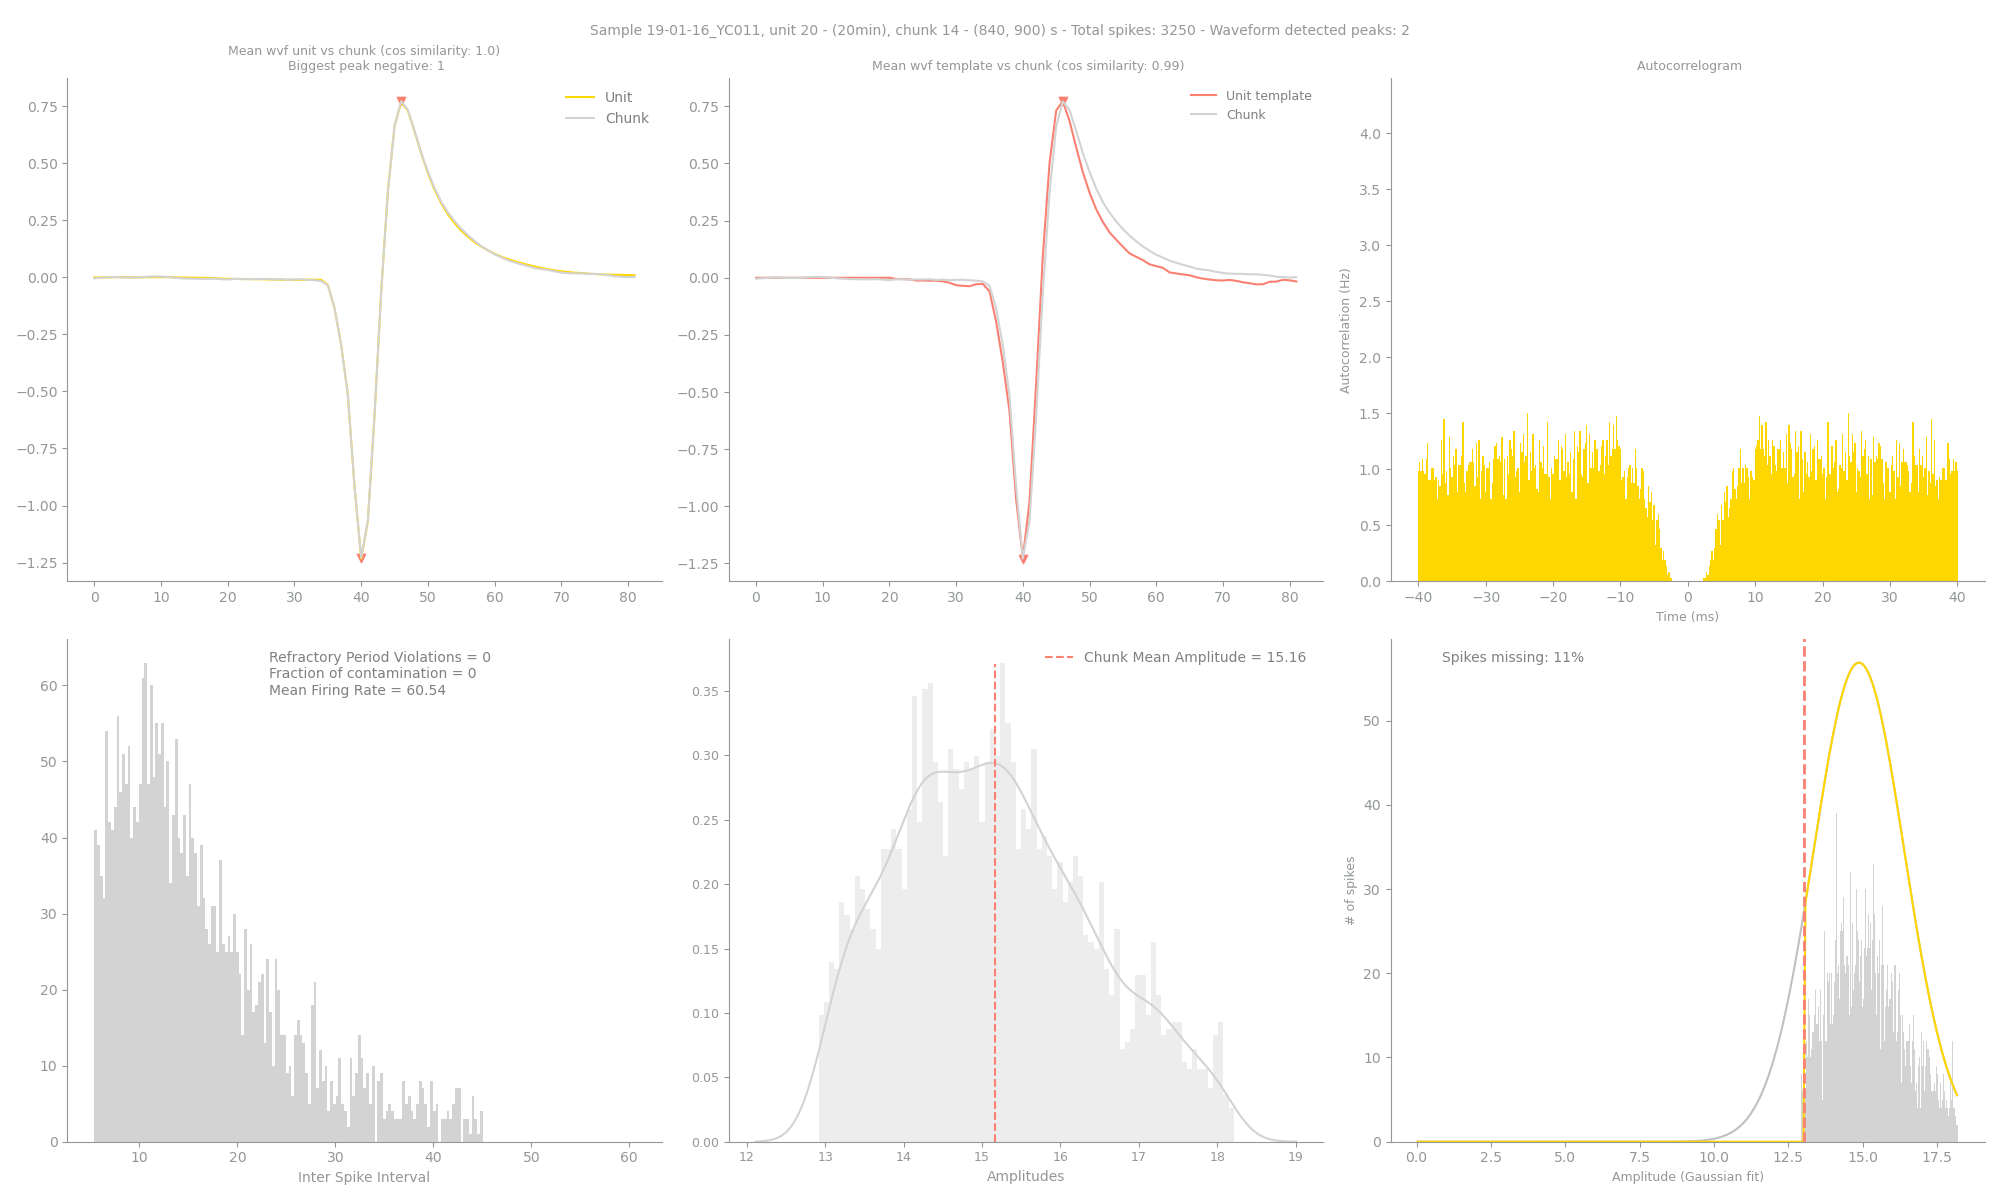 Sample 19-01-16_YC011, unit 20 - (20min), chunk 14 - (840, 900) s - Total spikes: 3250 - Waveform detected peaks: 2
Mean wvf unit vs chunk (cos similarity: 1.0)
Biggest peak negative: 1
Unit
Chunk
0.75
0.50
0.25
0.00
−0.25
−0.50
−0.75
−1.00
−1.25
0 10 20 30 40 50 60 70 80
Mean wvf template vs chunk (cos similarity: 0.99)
Unit template
Chunk
0.75
0.50
0.25
0.00
−0.25
−0.50
−0.75
−1.00
−1.25
0 10 20 30 40 50 60 70 80
Autocorrelogram
Autocorrelation (Hz)
4.0
3.5
3.0
2.5
2.0
1.5
1.0
0.5
0.0
−40 −30 −20 −10 0 10 20 30 40
Time (ms)
Refractory Period Violations = 0
Fraction of contamination = 0
Mean Firing Rate = 60.54
60
50
40
30
20
10
0
10 20 30 40 50 60
Inter Spike Interval
Chunk Mean Amplitude = 15.16
0.35
0.30
0.25
0.20
0.15
0.10
0.05
0.00
12 13 14 15 16 17 18 19
Amplitudes
Spikes missing: 11%
# of spikes
50
40
30
20
10
0
0.0 2.5 5.0 7.5 10.0 12.5 15.0 17.5
Amplitude (Gaussian fit)